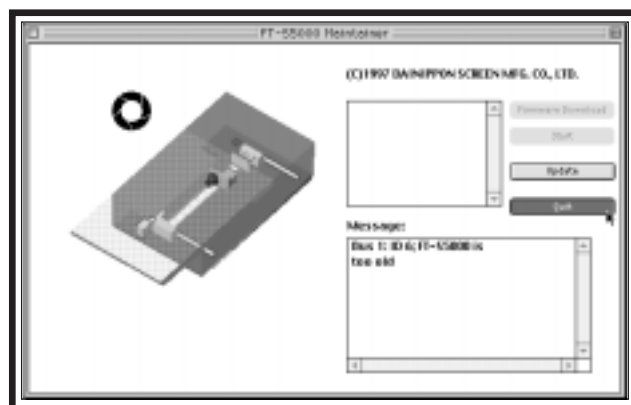 FT-S5000 Maintainer
(C)1997 DAINIPPON SCREEN MFG. CO., LTD.
Firmware Download
Start
Update
Quit
Message:
Bus 1: ID 6; FT-S5000 is
too old